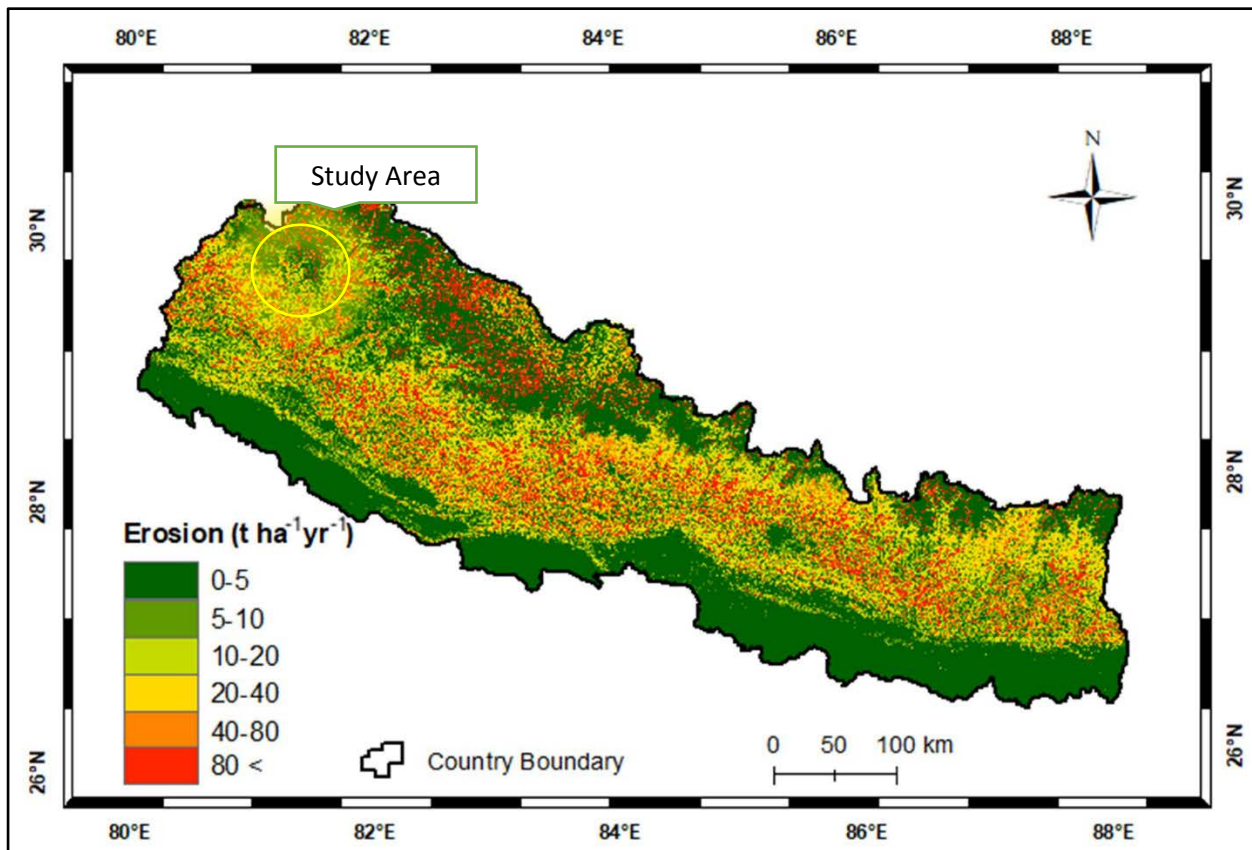 80°E 82°E 84°E 86°E 88°E
N
Study Area
30°N 30°N
28°N 28°N
26°N 26°N
Erosion (t ha⁻¹yr⁻¹)
0-5
5-10
10-20
20-40
40-80
80 <
Country Boundary
0 50 100 km
80°E 82°E 84°E 86°E 88°E